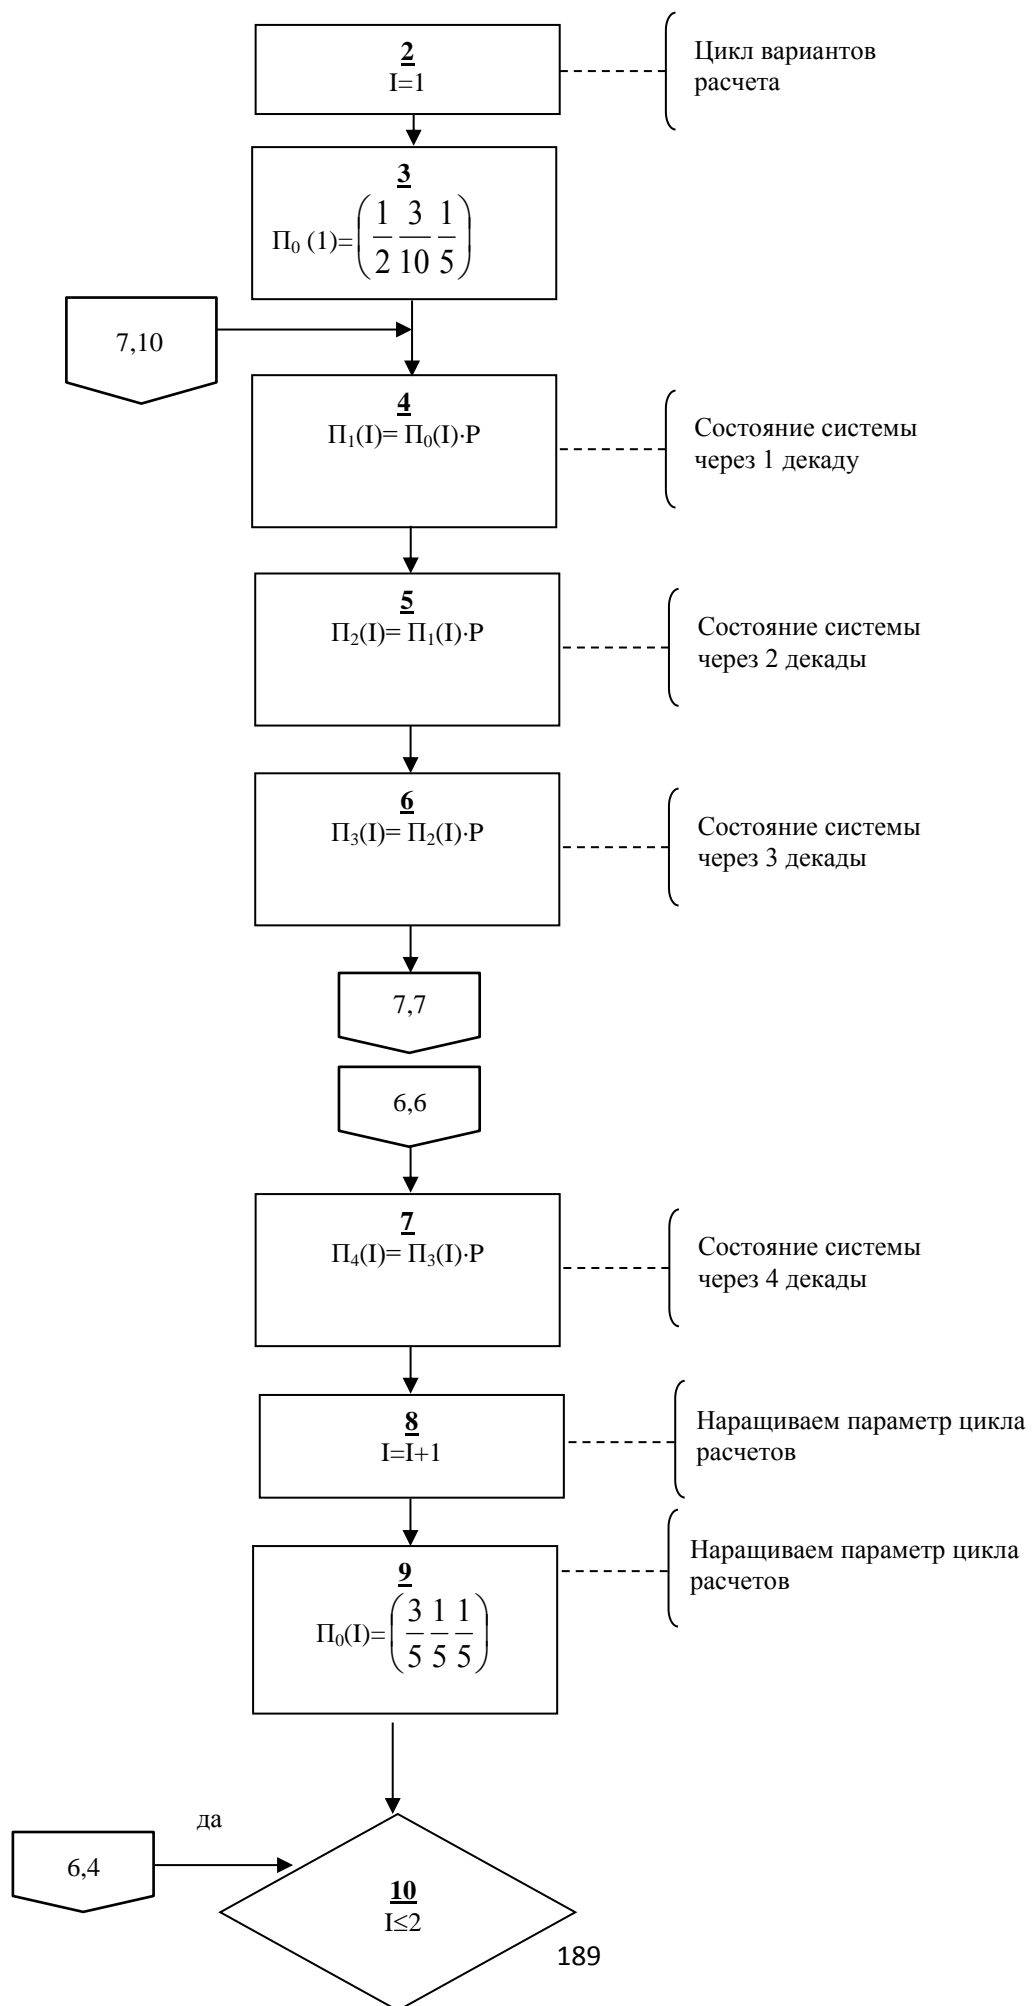 2
I=1
Цикл вариантов
расчета
3
П₀ (1)=(1/2 3/10 1/5)
7,10
4
П₁(I)= П₀(I)·P
Состояние системы
через 1 декаду
5
П₂(I)= П₁(I)·P
Состояние системы
через 2 декады
6
П₃(I)= П₂(I)·P
Состояние системы
через 3 декады
7,7
6,6
7
П₄(I)= П₃(I)·P
Состояние системы
через 4 декады
8
I=I+1
Наращиваем параметр цикла
расчетов
9
П₀(I)=(3/5 1/5 1/5)
Наращиваем параметр цикла
расчетов
да
6,4
10
I≤2
189